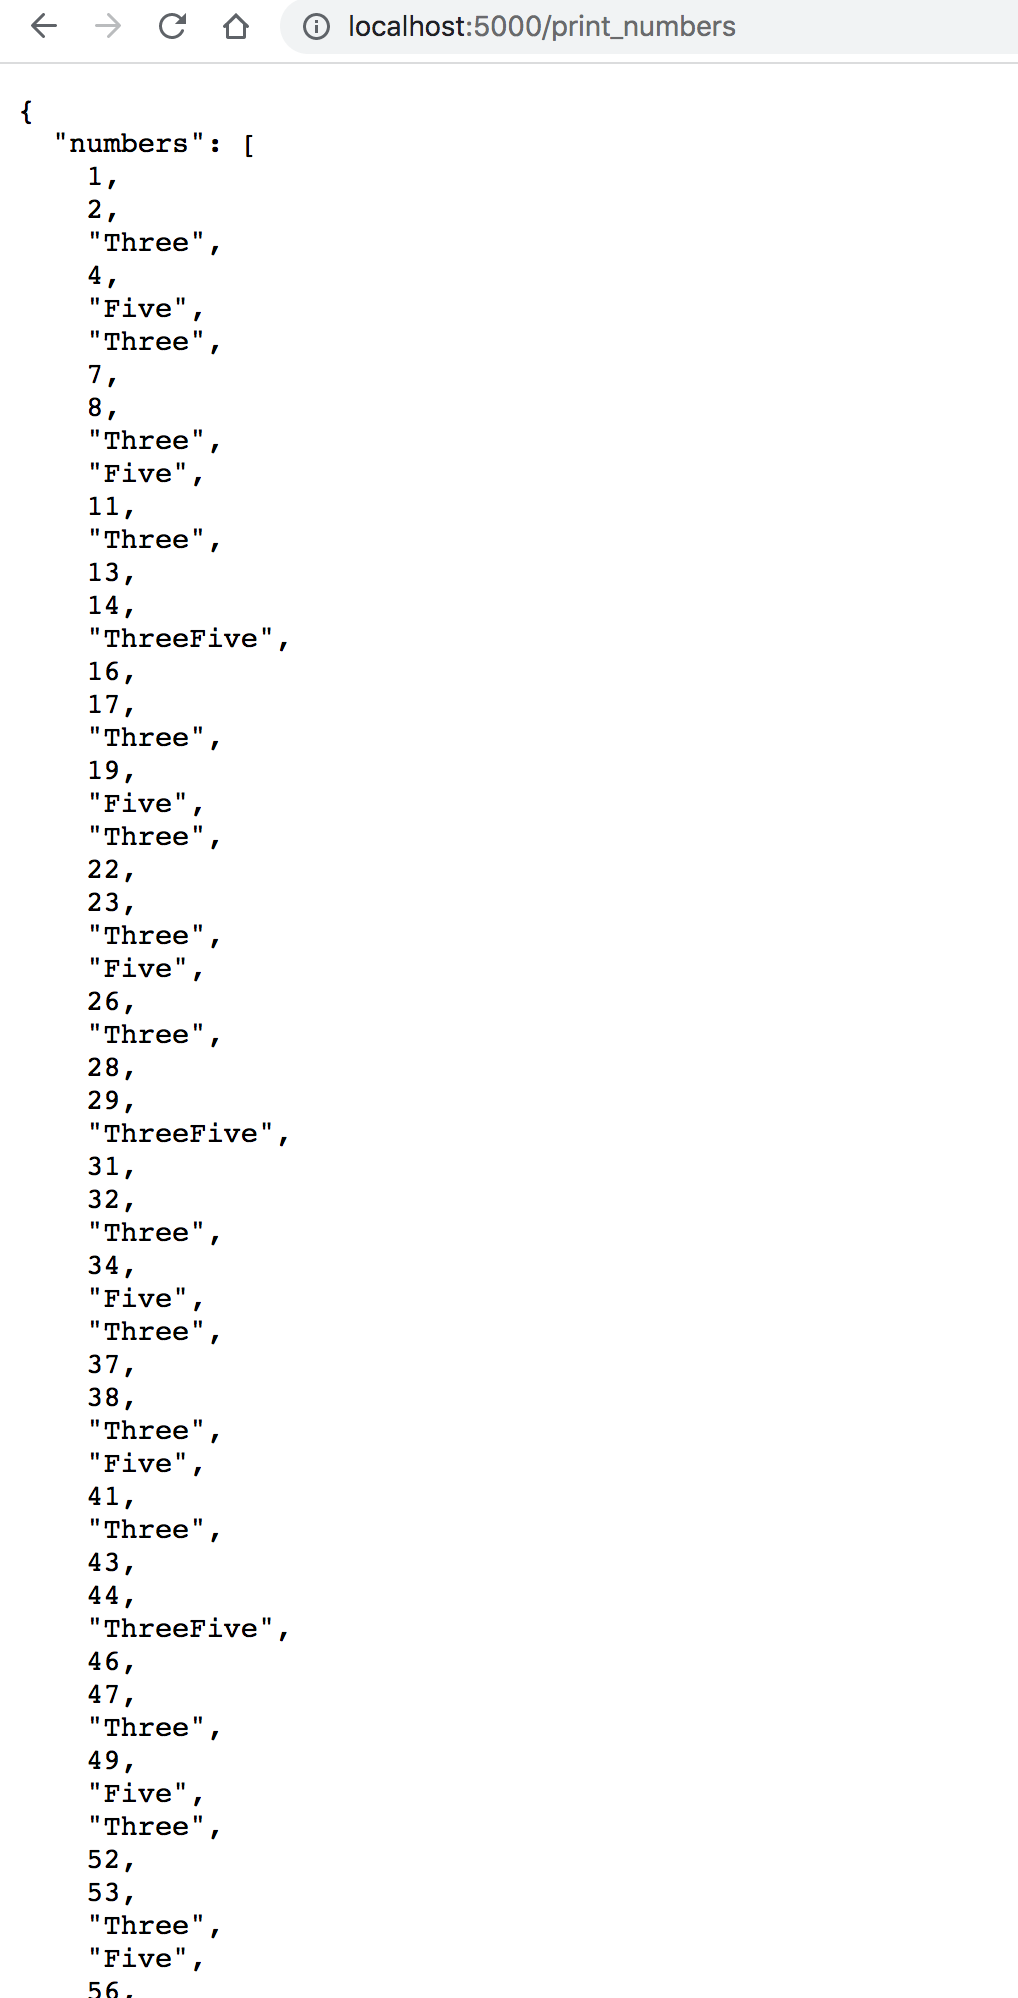 localhost:5000/print_numbers
{
"numbers": [
1,
2,
"Three",
4,
"Five",
"Three",
7,
8,
"Three",
"Five",
11,
"Three",
13,
14,
"ThreeFive",
16,
17,
"Three",
19,
"Five",
"Three",
22,
23,
"Three",
"Five",
26,
"Three",
28,
29,
"ThreeFive",
31,
32,
"Three",
34,
"Five",
"Three",
37,
38,
"Three",
"Five",
41,
"Three",
43,
44,
"ThreeFive",
46,
47,
"Three",
49,
"Five",
"Three",
52,
53,
"Three",
"Five",
56,